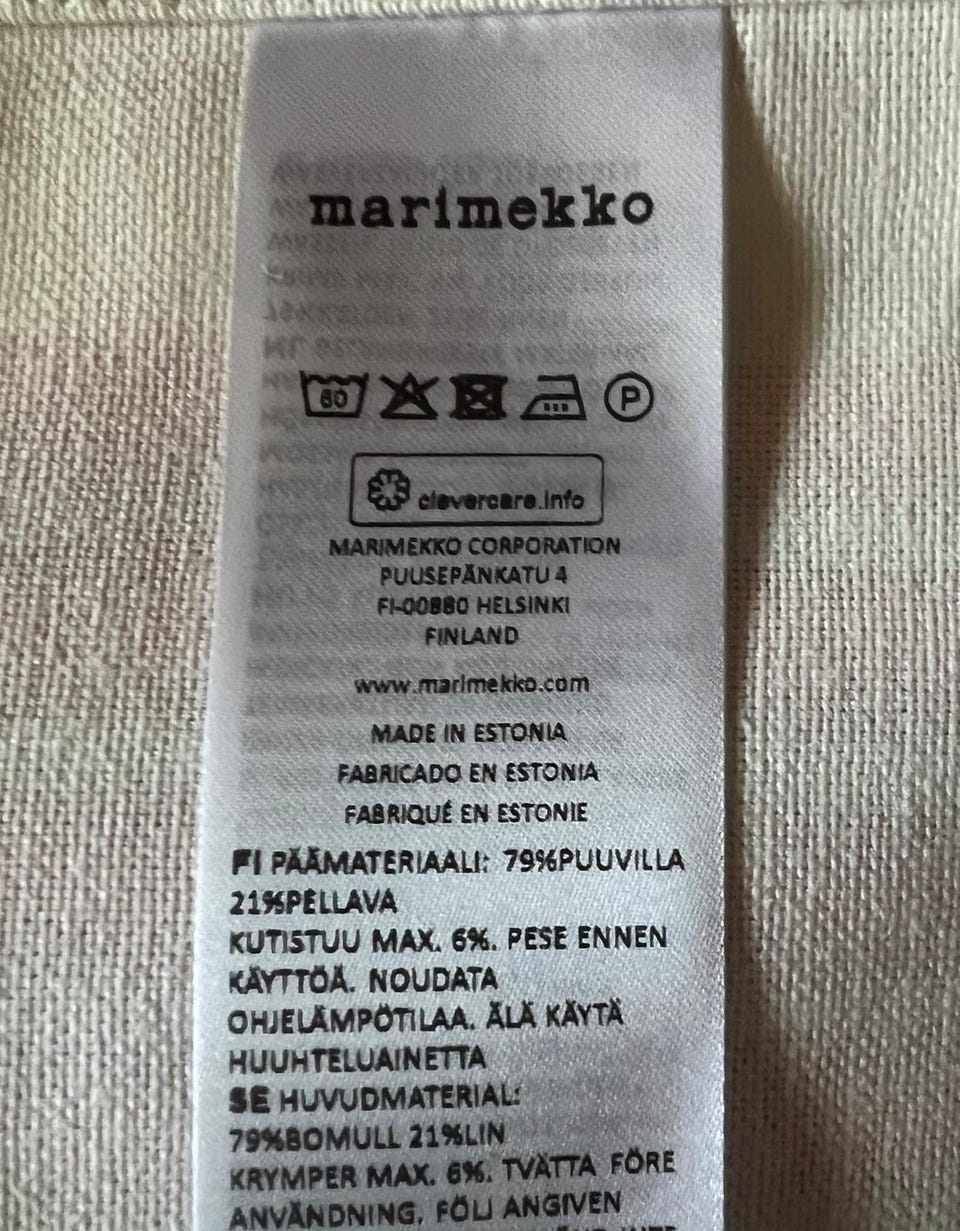 marimekko
60
P
clevercare.info
MARIMEKKO CORPORATION
PUUSEPÄNKATU 4
FI-00880 HELSINKI
FINLAND
www.marimekko.com
MADE IN ESTONIA
FABRICADO EN ESTONIA
FABRIQUÉ EN ESTONIE
FI PÄÄMATERIAALI: 79%PUUVILLA
21%PELLAVA
KUTISTUU MAX. 6%. PESE ENNEN
KÄYTTÖÄ. NOUDATA
OHJELÄMPÖTILAA. ÄLÄ KÄYTÄ
HUUHTELUAINETTA
SE HUVUDMATERIAL:
79%BOMULL 21%LIN
KRYMPER MAX. 6%. TVÄTTA FÖRE
ANVÄNDNING. FÖLJ ANGIVEN